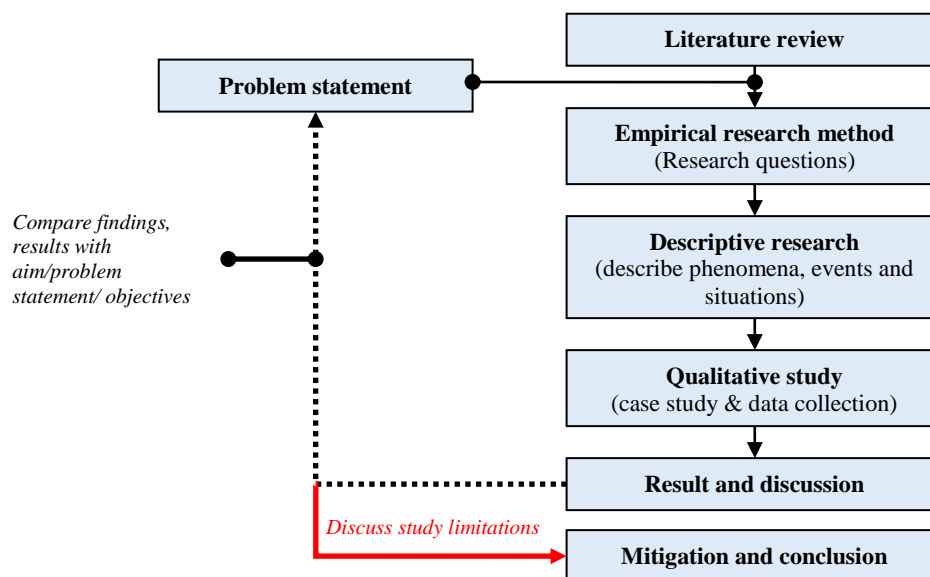 Literature review
Problem statement
Empirical research method
(Research questions)
Descriptive research
(describe phenomena, events and
situations)
Compare findings,
results with
aim/problem
statement/ objectives
Qualitative study
(case study & data collection)
Result and discussion
Discuss study limitations
Mitigation and conclusion